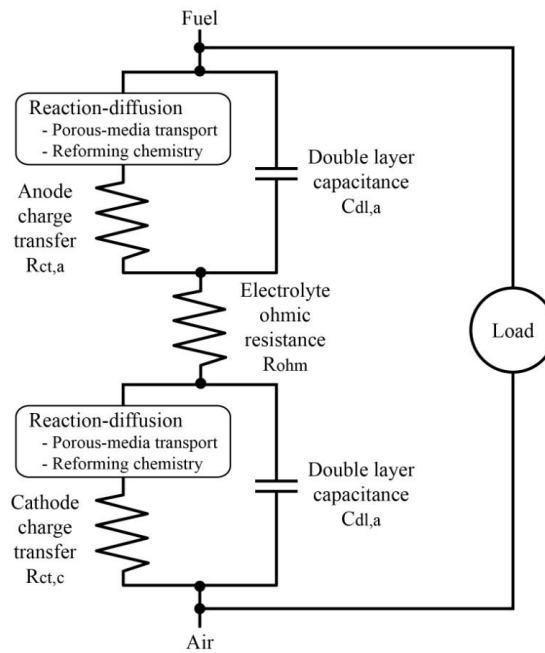 Fuel
Reaction-diffusion
- Porous-media transport
- Reforming chemistry
Double layer
capacitance
Cdl,a
Anode
charge
transfer
Rct,a
Electrolyte
ohmic
resistance
Rohm
Load
Reaction-diffusion
- Porous-media transport
- Reforming chemistry
Double layer
capacitance
Cdl,a
Cathode
charge
transfer
Rct,c
Air